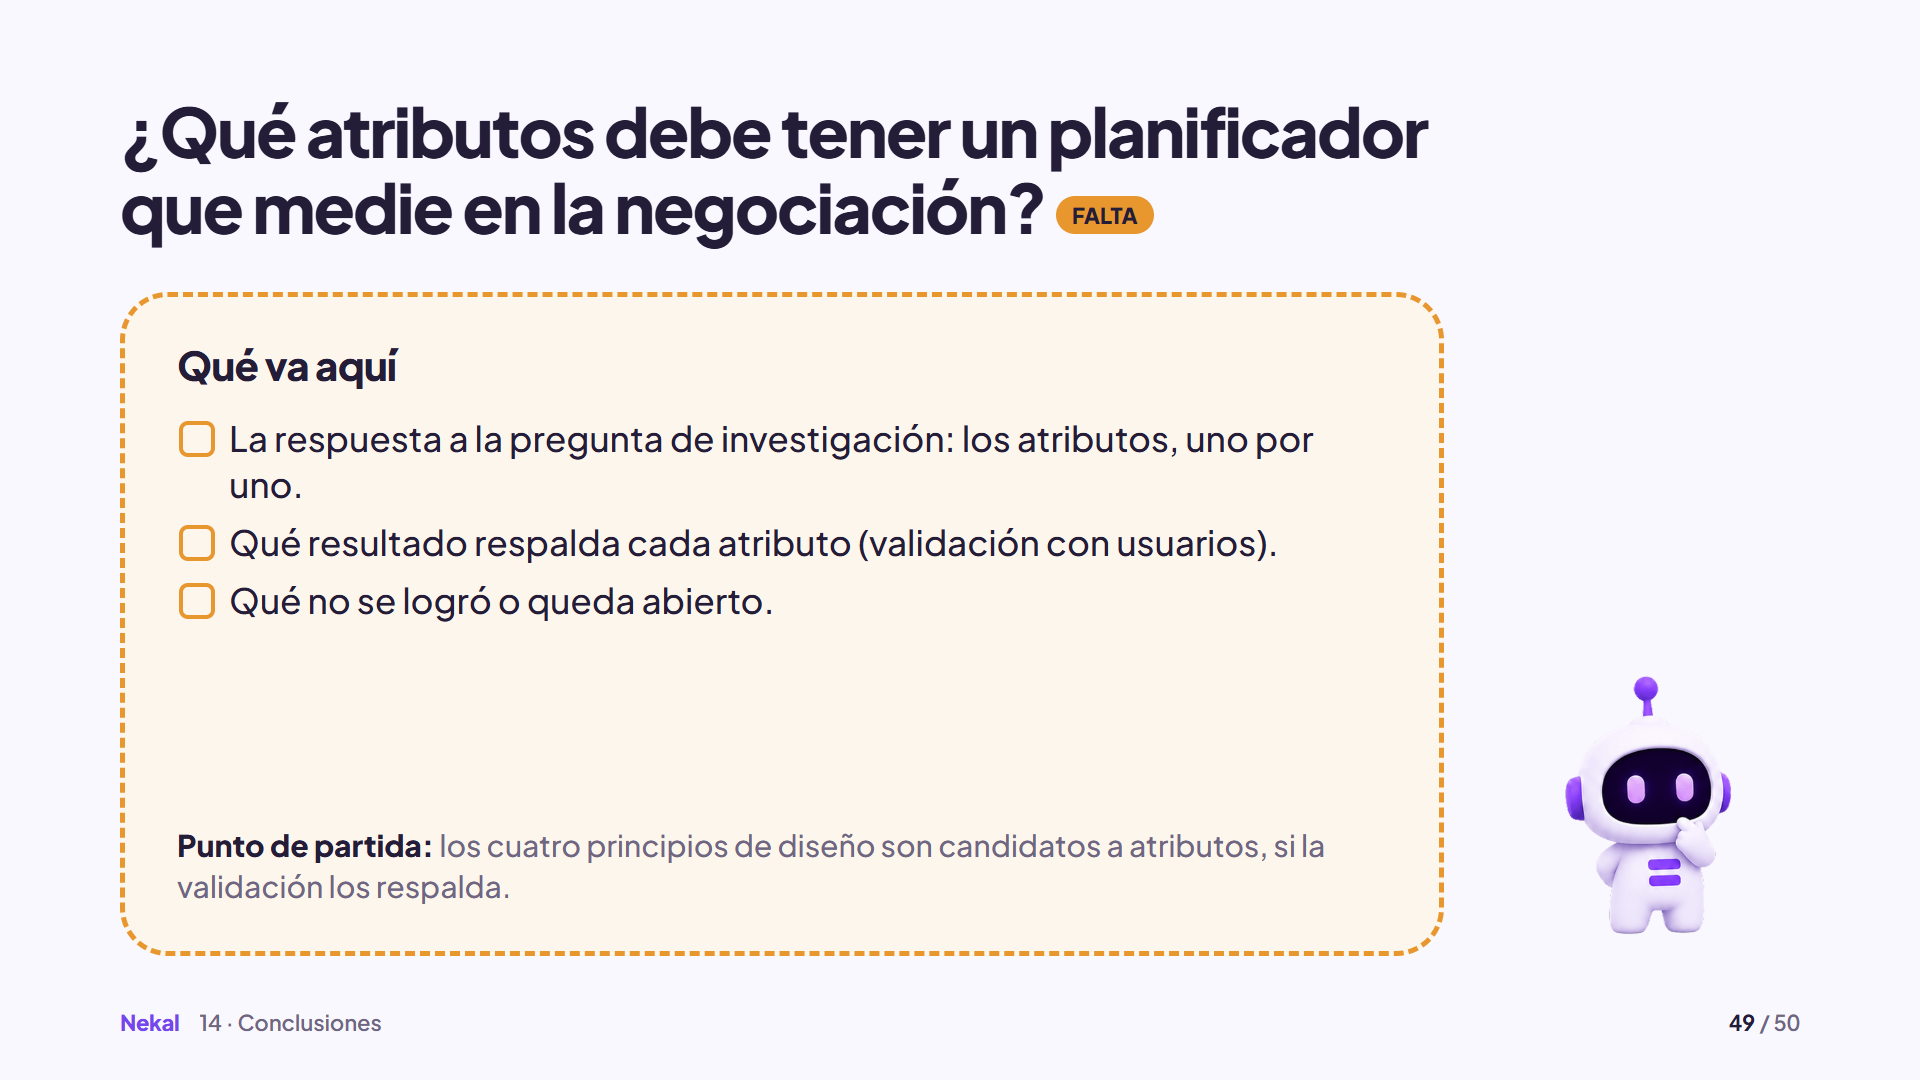 ¿Qué atributos debe tener un planificador
que medie en la negociación? FALTA
Qué va aquí
La respuesta a la pregunta de investigación: los atributos, uno por
uno.
Qué resultado respalda cada atributo (validación con usuarios).
Qué no se logró o queda abierto.
Punto de partida: los cuatro principios de diseño son candidatos a atributos, si la
validación los respalda.
Nekal 14 · Conclusiones
49 / 50